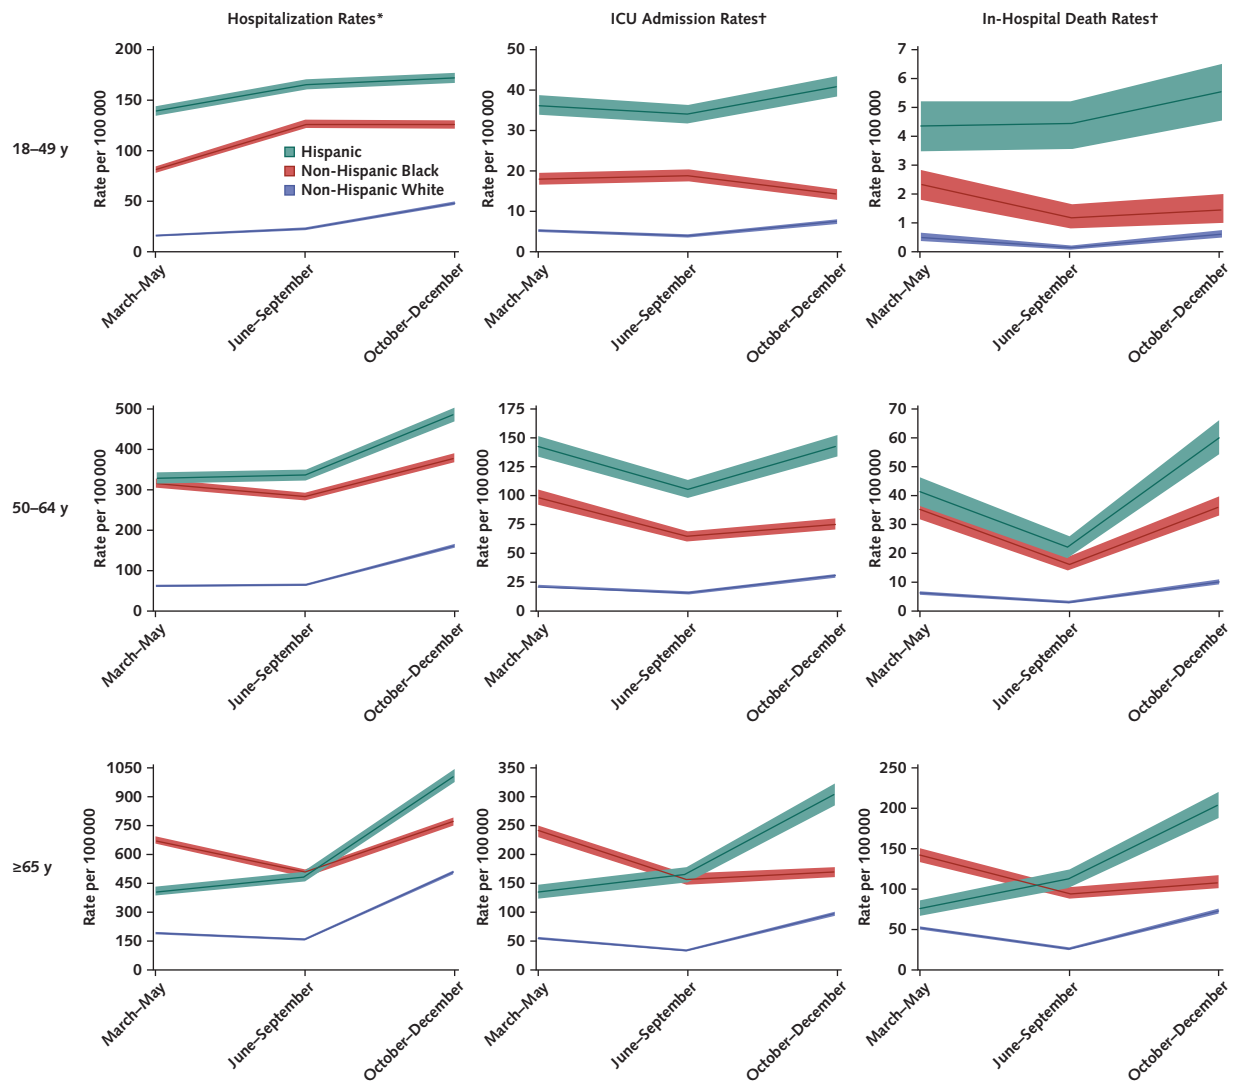 Hospitalization Rates*
ICU Admission Rates†
In-Hospital Death Rates†
18–49 y
Rate per 100 000
200
150
100
50
0
Hispanic
Non-Hispanic Black
Non-Hispanic White
March–May
June–September
October–December
Rate per 100 000
50
40
30
20
10
0
March–May
June–September
October–December
Rate per 100 000
7
6
5
4
3
2
1
0
March–May
June–September
October–December
50–64 y
Rate per 100 000
500
400
300
200
100
0
March–May
June–September
October–December
Rate per 100 000
175
150
125
100
75
50
25
0
March–May
June–September
October–December
Rate per 100 000
70
60
50
40
30
20
10
0
March–May
June–September
October–December
≥65 y
Rate per 100 000
1050
900
750
600
450
300
150
0
March–May
June–September
October–December
Rate per 100 000
350
300
250
200
150
100
50
0
March–May
June–September
October–December
Rate per 100 000
250
200
150
100
50
0
March–May
June–September
October–December